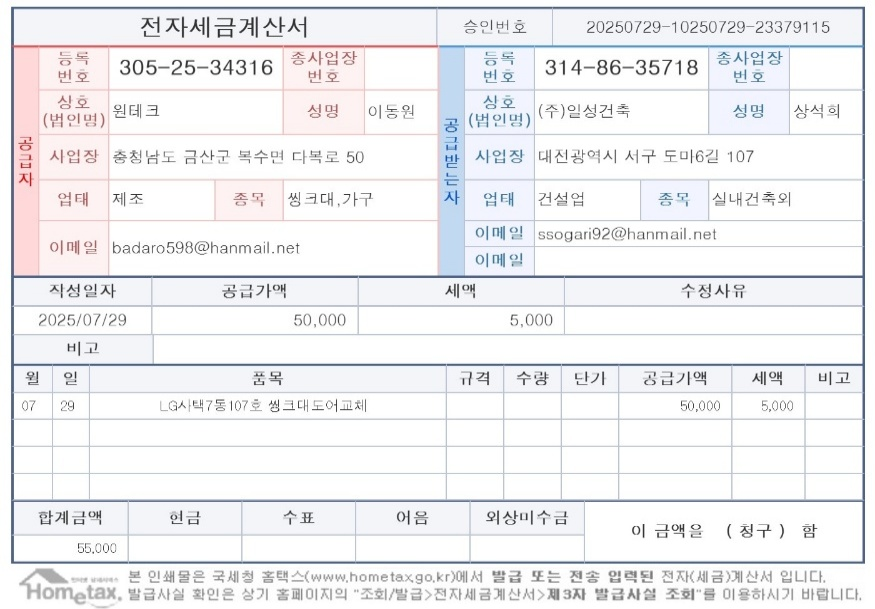 전자세금계산서 승인번호 20250729-10250729-23379115
공급자
등록번호 305-25-34316 종사업장번호
상호(법인명) 원테크 성명 이동원
사업장 충청남도 금산군 복수면 다복로 50
업태 제조 종목 씽크대,가구
이메일 badaro598@hanmail.net
공급받는자
등록번호 314-86-35718 종사업장번호
상호(법인명) (주)일성건축 성명 상석희
사업장 대전광역시 서구 도마6길 107
업태 건설업 종목 실내건축외
이메일 ssogari92@hanmail.net
이메일
작성일자 공급가액 세액 수정사유
2025/07/29 50,000 5,000
비고
월 일 품목 규격 수량 단가 공급가액 세액 비고
07 29 LG사택7동107호 씽크대도어교체 50,000 5,000
합계금액 현금 수표 어음 외상미수금 이 금액을 (청구) 함
55,000
Hometax. 본 인쇄물은 국세청 홈택스(www.hometax.go.kr)에서 발급 또는 전송 입력된 전자(세금)계산서 입니다.
발급사실 확인은 상기 홈페이지의 "조회/발급>전자세금계산서>제3자 발급사실 조회"를 이용하시기 바랍니다.